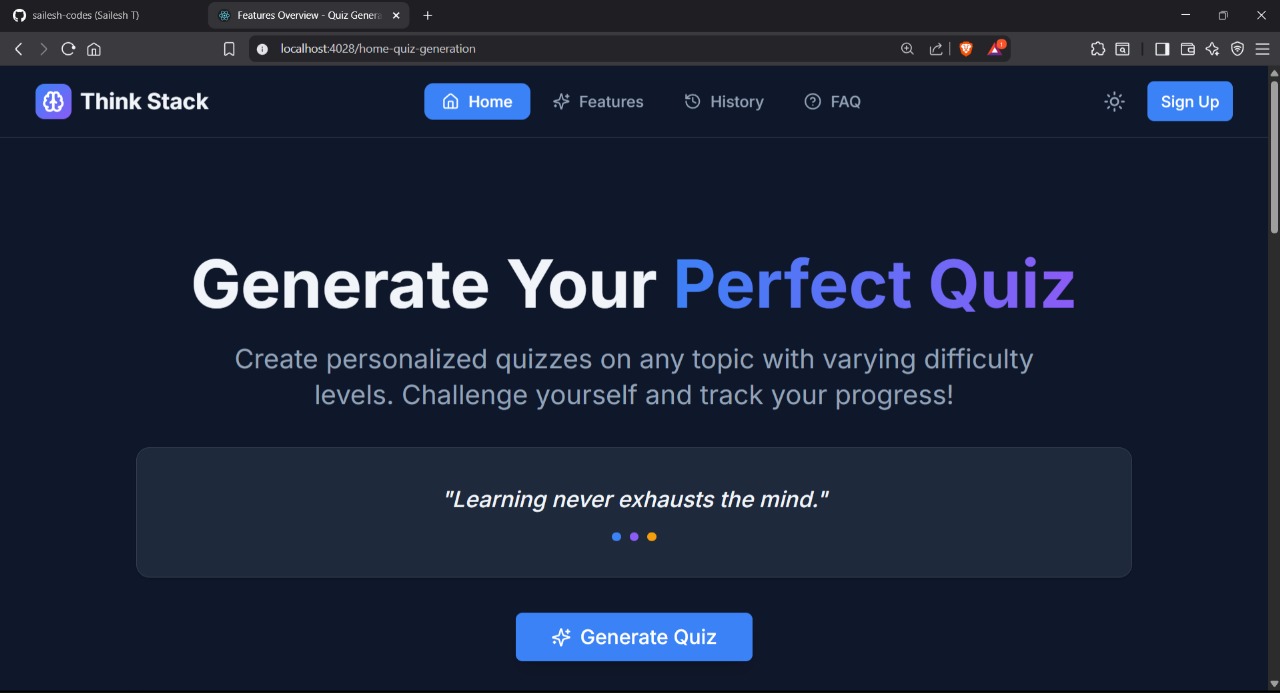 sailesh-codes (Sailesh T)
Features Overview - Quiz Genera
localhost:4028/home-quiz-generation
1
Think Stack
Home
Features
History
FAQ
Sign Up
Generate Your Perfect Quiz
Create personalized quizzes on any topic with varying difficulty
levels. Challenge yourself and track your progress!
"Learning never exhausts the mind."
Generate Quiz